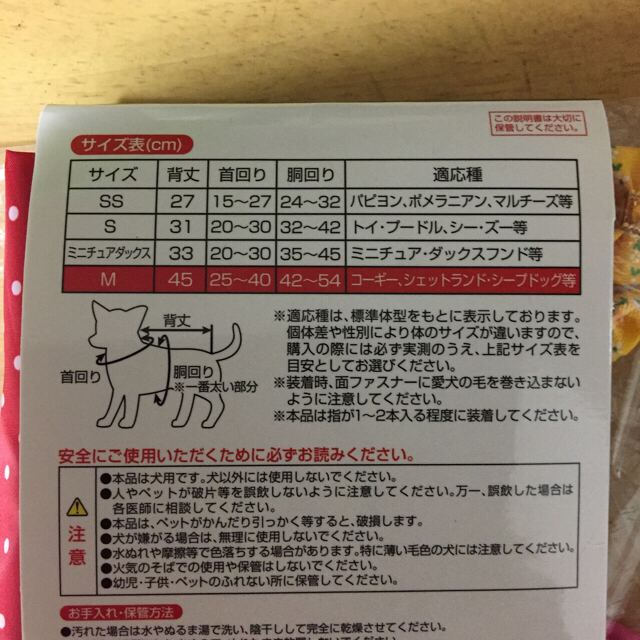 この説明書は大切に
保管してください。
サイズ表(cm)
サイズ 背丈 首回り 胴回り 適応種
SS 27 15〜27 24〜32 パピヨン、ポメラニアン、マルチーズ等
S 31 20〜30 32〜42 トイ・プードル、シー・ズー等
ミニチュアダックス 33 20〜30 35〜45 ミニチュア・ダックスフンド等
M 45 25〜40 42〜54 コーギー、シェットランド・シープドッグ等
背丈
首回り
胴回り
※一番太い部分
※適応種は、標準体型をもとに表示しております。
個体差や性別により体のサイズが違いますので、
購入の際には必ず実測のうえ、上記サイズ表を
目安としてお選びください。
※装着時、面ファスナーに愛犬の毛を巻き込まない
ように注意してください。
※本品は指が1〜2本入る程度に装着してください。
安全にご使用いただくために必ずお読みください。
注意
●本品は犬用です。犬以外には使用しないでください。
●人やペットが破片等を誤飲しないように注意してください。万一、誤飲した場合は
各医師に相談してください。
●本品は、ペットがかんだり引っかく等すると、破損します。
●犬が嫌がる場合は、無理に使用しないでください。
●水ぬれや摩擦等で色落ちする場合があります。特に薄い毛色の犬には注意してください。
●火気のそばでの使用や保管はしないでください。
●幼児・子供・ペットのふれない所に保管してください。
お手入れ・保管方法
●汚れた場合は水やぬるま湯で洗い、陰干しして完全に乾燥させてください。